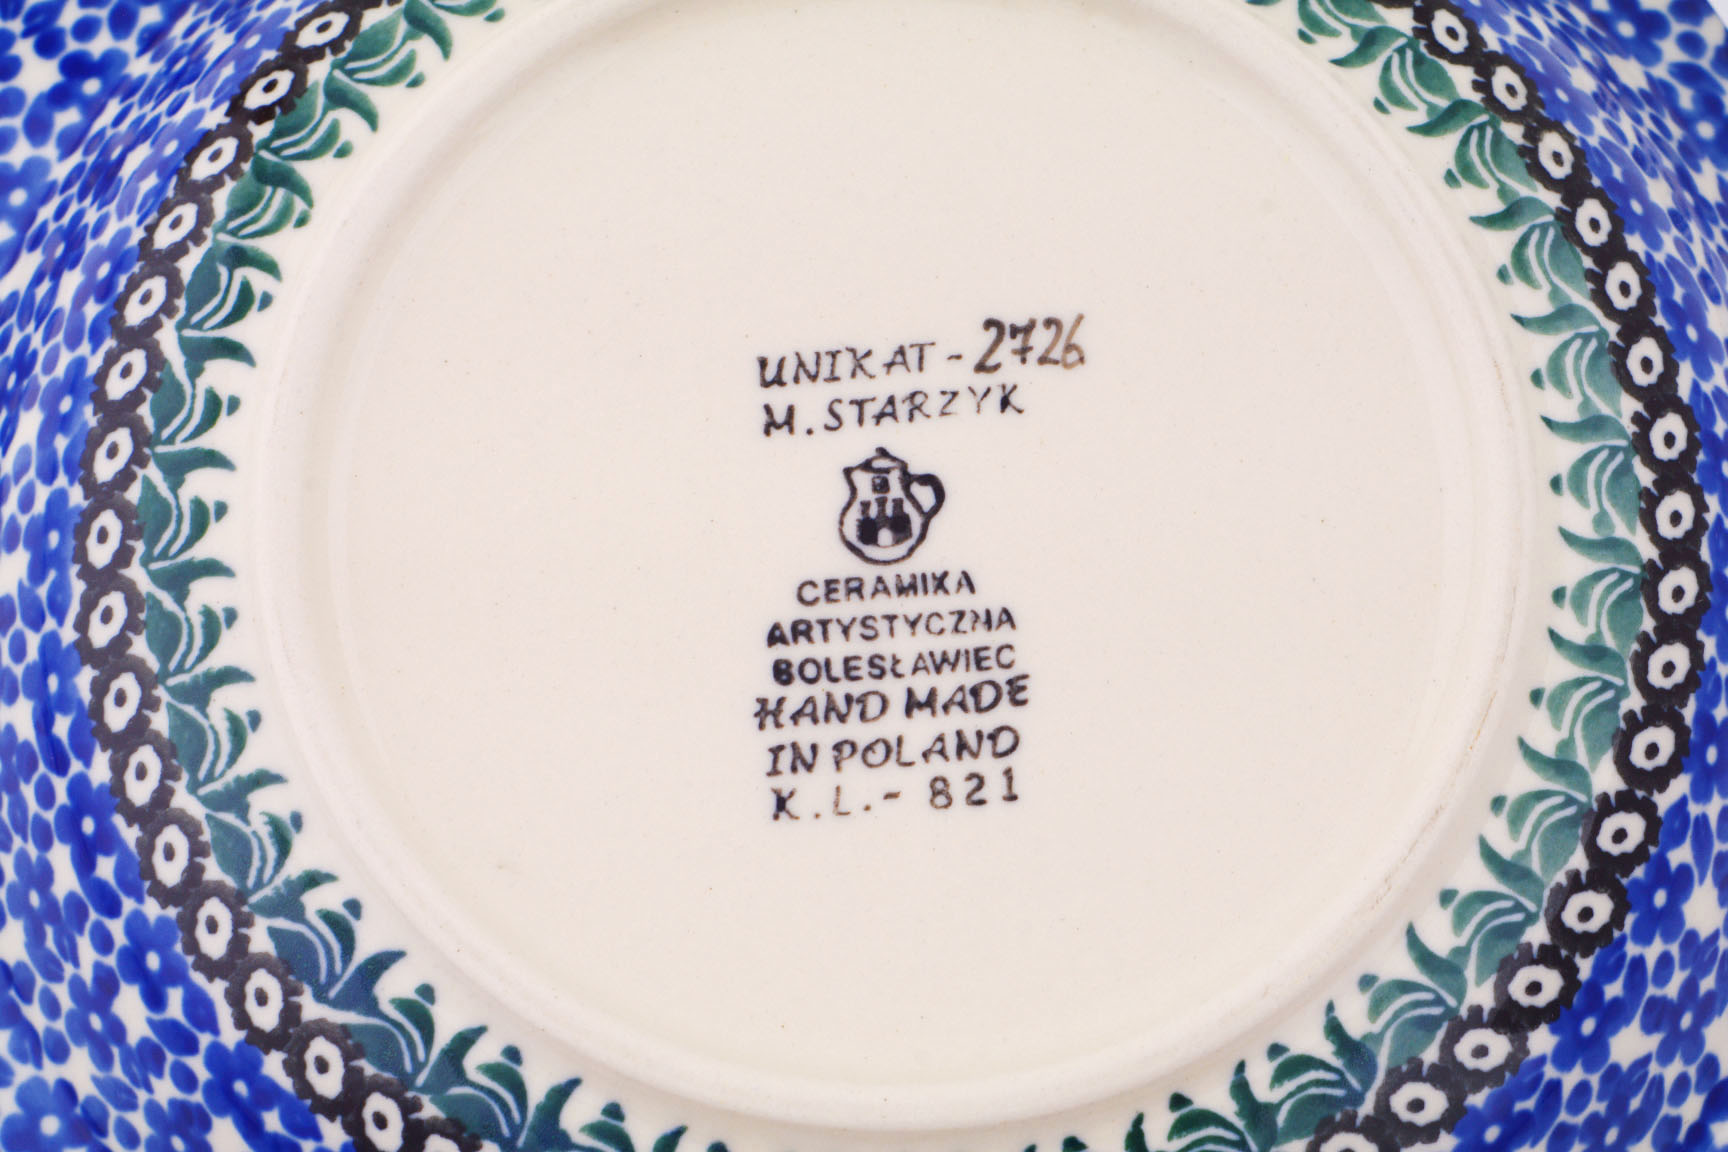 UNIKAT - 2726
M. STARZYK
CERAMIKA
ARTYSTYCZNA
BOLESŁAWIEC
HAND MADE
IN POLAND
K.L.- 821